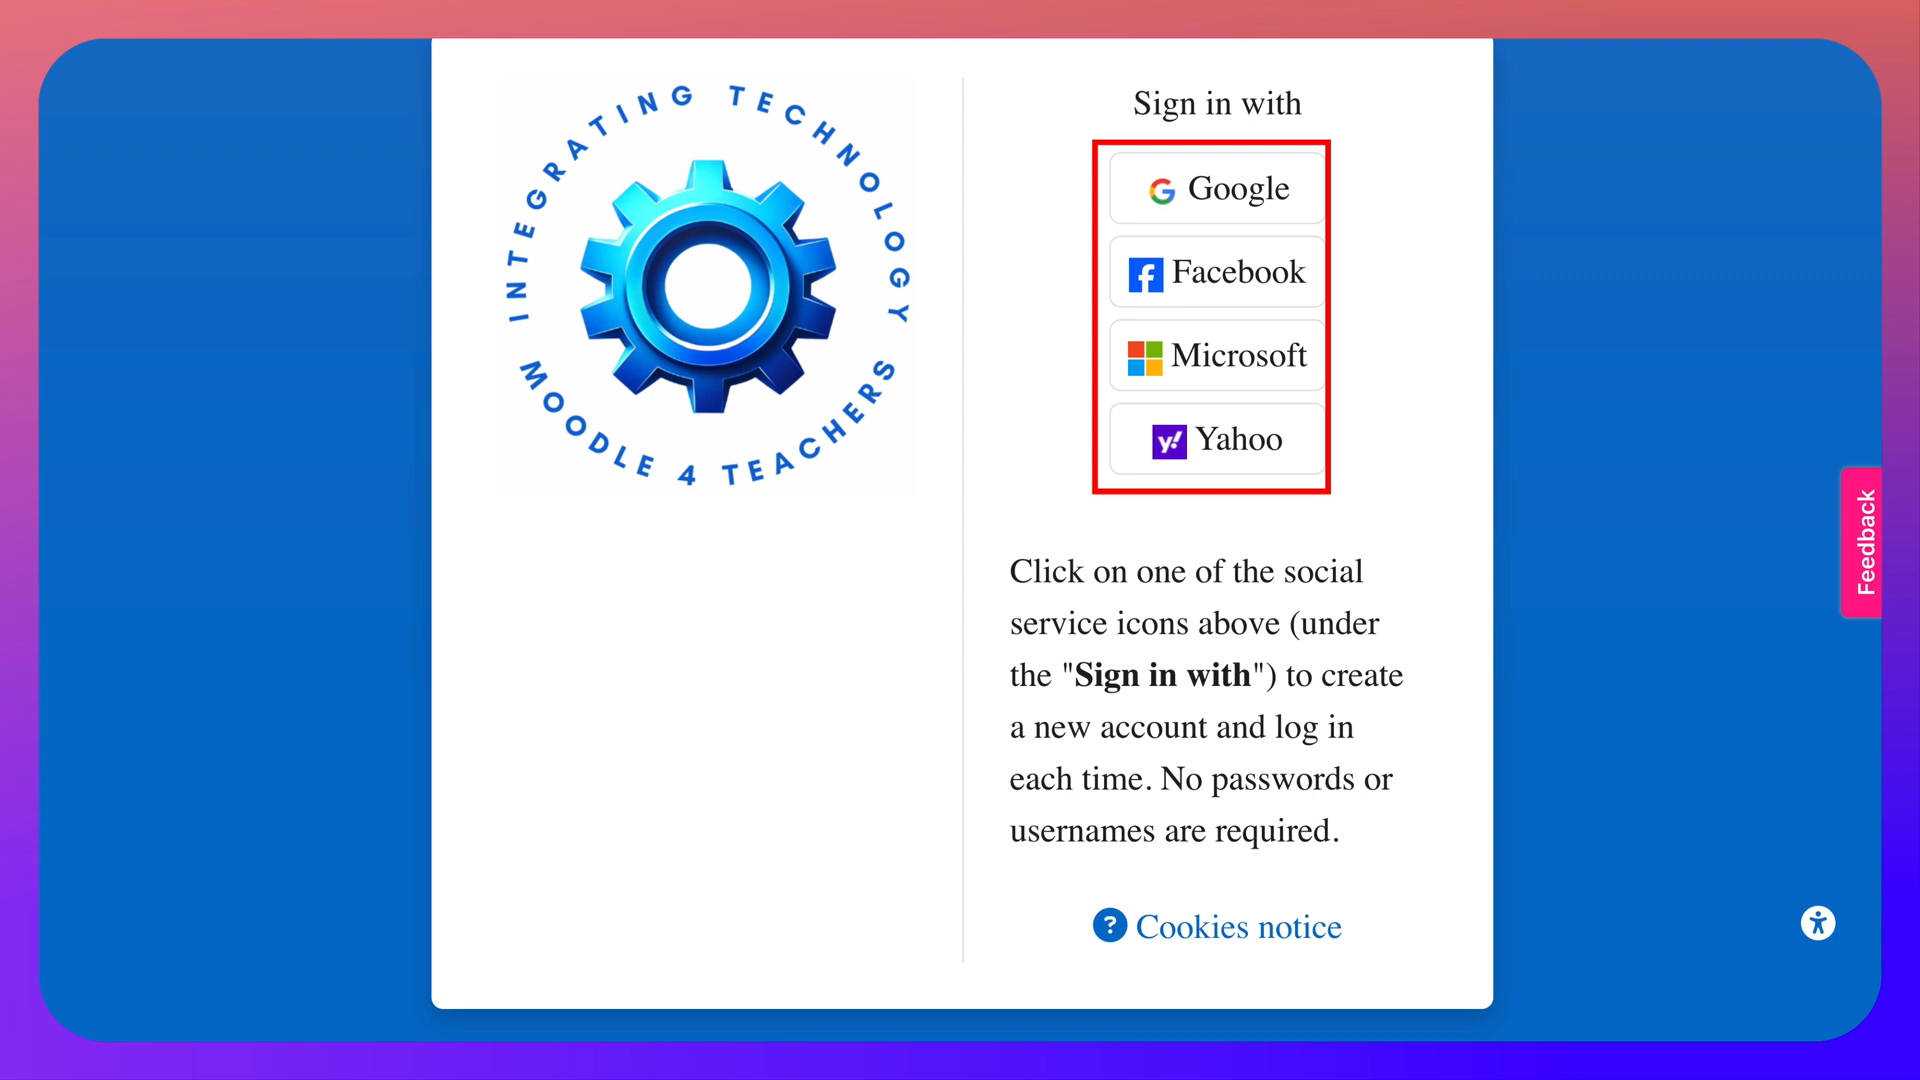 INTEGRATING TECHNOLOGY
MOODLE 4 TEACHERS
Sign in with
Google
Facebook
Microsoft
Yahoo
Click on one of the social
service icons above (under
the "Sign in with") to create
a new account and log in
each time. No passwords or
usernames are required.
Cookies notice
Feedback